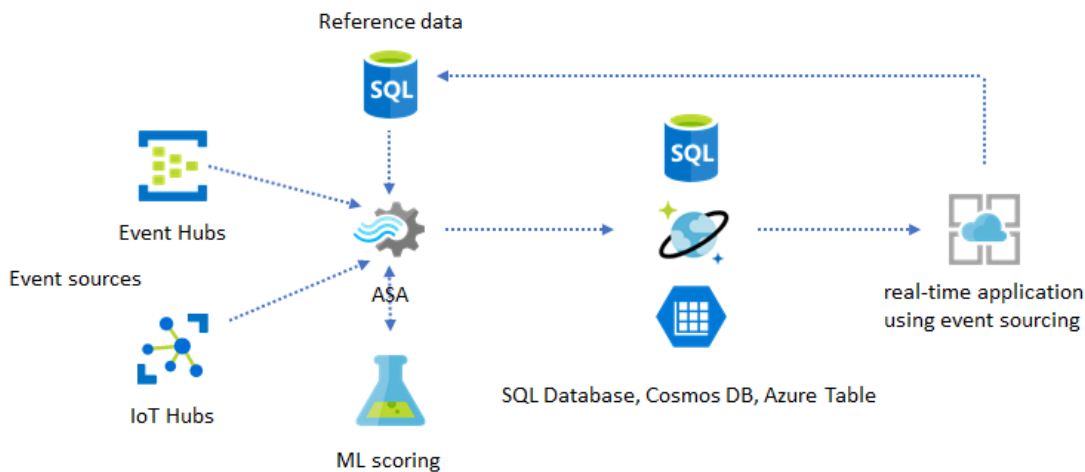 Reference data
SQL
SQL
Event Hubs
Event sources
ASA
real-time application
using event sourcing
IoT Hubs
SQL Database, Cosmos DB, Azure Table
ML scoring